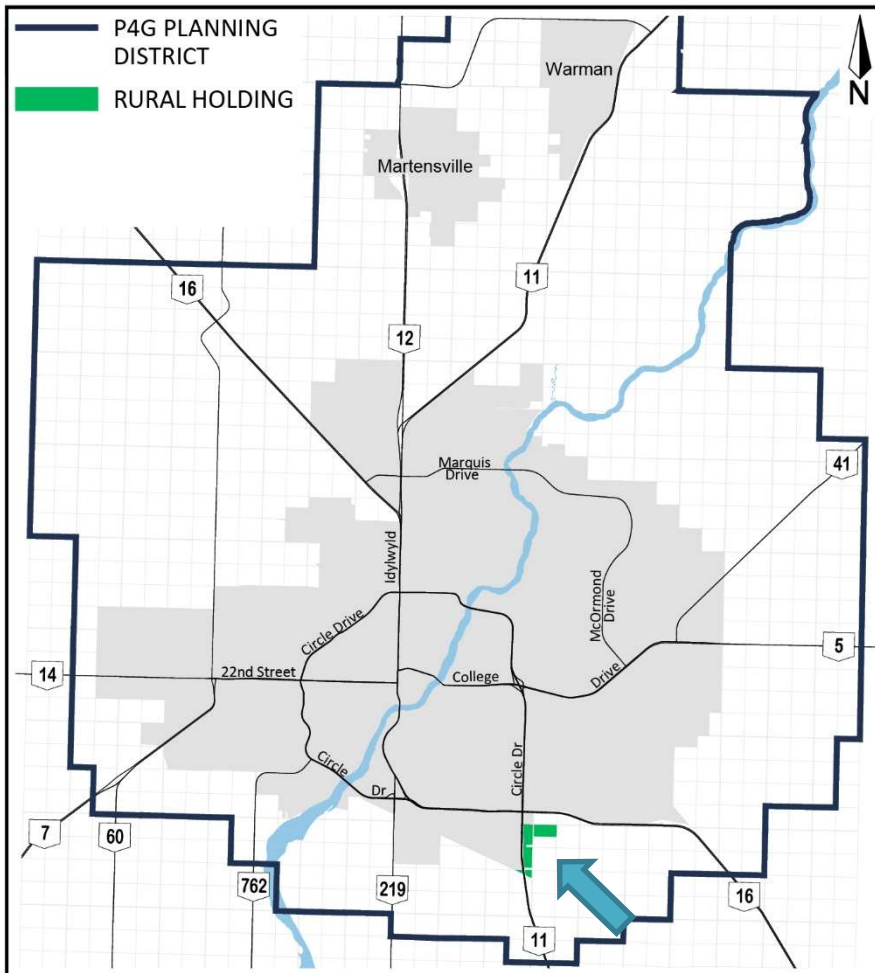 P4G PLANNING
DISTRICT
RURAL HOLDING
N
Warman
Martensville
16
11
12
41
Marquis
Drive
Idylwyld
McOrmond
Drive
Circle Drive
5
14
22nd Street
College
Drive
Circle
Dr
Circle Dr
7
60
762
219
16
11